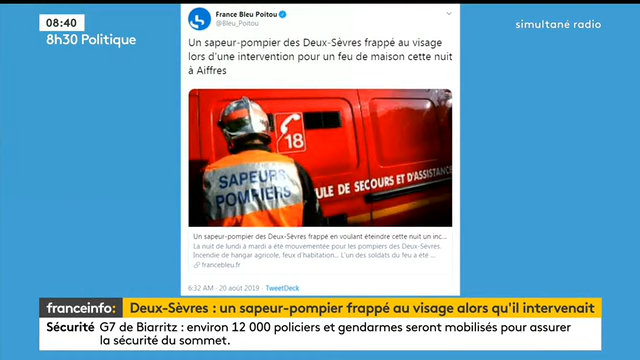 08:40
8h30 Politique
simultané radio
France Bleu Poitou
@Bleu_Poitou
Un sapeur-pompier des Deux-Sèvres frappé au visage
lors d'une intervention pour un feu de maison cette nuit
à Aiffres
18
SAPEURS
POMPIERS
ULE DE SECOURS ET D'ASSISTANCE
Un sapeur-pompier des Deux-Sèvres frappé en voulant éteindre cette nuit un inc...
La nuit de lundi à mardi a été mouvementée pour les pompiers des Deux-Sèvres.
Incendie de hangar agricole, feux d'habitation... L'un des soldats du feu a été ...
francebleu.fr
6:32 AM - 20 août 2019 - TweetDeck
franceinfo: Deux-Sèvres : un sapeur-pompier frappé au visage alors qu'il intervenait
Sécurité G7 de Biarritz : environ 12 000 policiers et gendarmes seront mobilisés pour assurer
la sécurité du sommet.